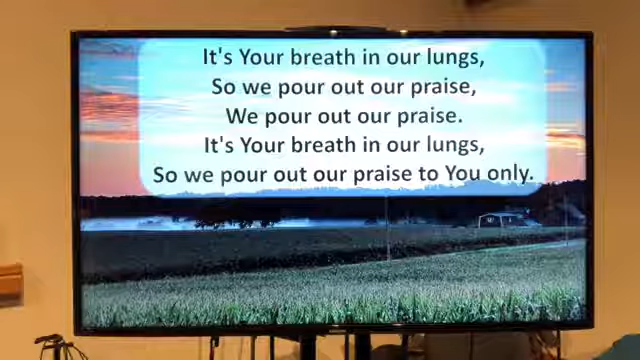 It's Your breath in our lungs,
So we pour out our praise,
We pour out our praise.
It's Your breath in our lungs,
So we pour out our praise to You only.